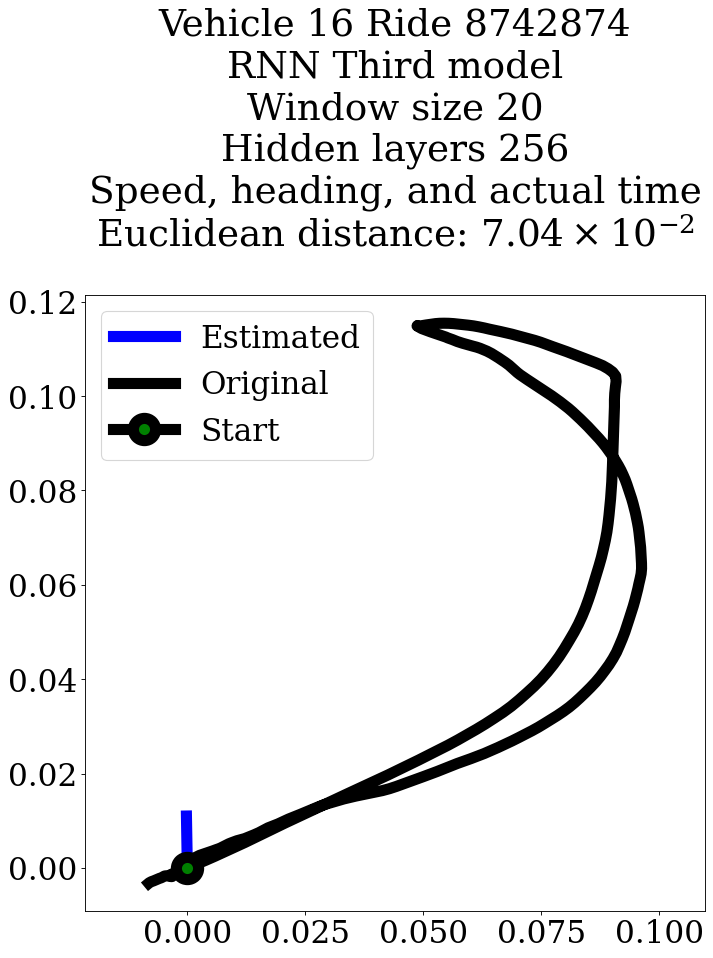 Vehicle 16 Ride 8742874
RNN Third model
Window size 20
Hidden layers 256
Speed, heading, and actual time
Euclidean distance: 7.04 × 10⁻²
0.12
Estimated
Original
0.10
Start
0.08
0.06
0.04
0.02
0.00
0.000 0.025 0.050 0.075 0.100